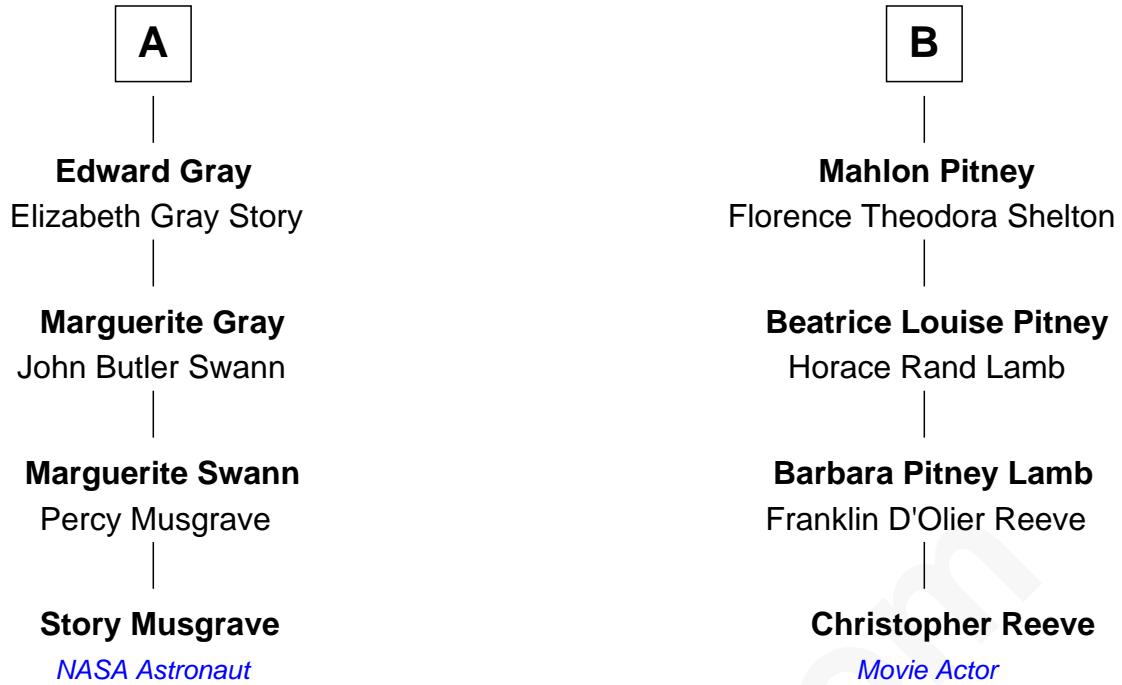 A
Edward Gray
Elizabeth Gray Story
Marguerite Gray
John Butler Swann
Marguerite Swann
Percy Musgrave
Story Musgrave
NASA Astronaut
B
Mahlon Pitney
Florence Theodora Shelton
Beatrice Louise Pitney
Horace Rand Lamb
Barbara Pitney Lamb
Franklin D'Olier Reeve
Christopher Reeve
Movie Actor